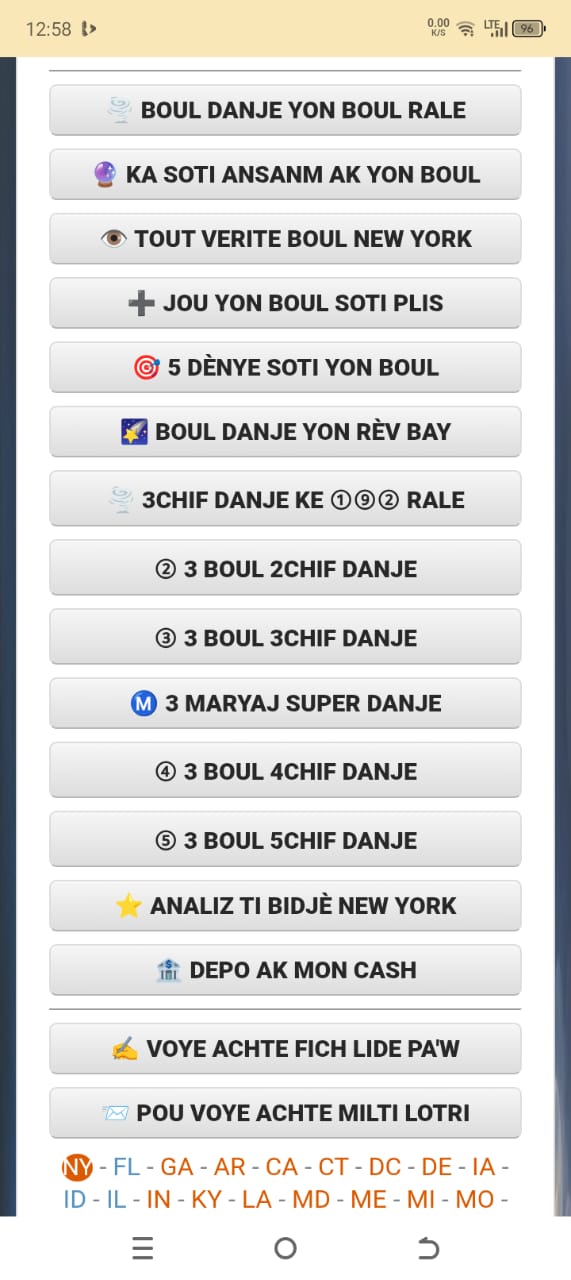 12:58
0.00 K/S LTE 96
BOUL DANJE YON BOUL RALE
KA SOTI ANSANM AK YON BOUL
TOUT VERITE BOUL NEW YORK
➕ JOU YON BOUL SOTI PLIS
5 DÈNYE SOTI YON BOUL
BOUL DANJE YON RÈV BAY
3CHIF DANJE KE ①⑨② RALE
② 3 BOUL 2CHIF DANJE
③ 3 BOUL 3CHIF DANJE
Ⓜ️ 3 MARYAJ SUPER DANJE
④ 3 BOUL 4CHIF DANJE
⑤ 3 BOUL 5CHIF DANJE
ANALIZ TI BIDJÈ NEW YORK
DEPO AK MON CASH
VOYE ACHTE FICH LIDE PA'W
POU VOYE ACHTE MILTI LOTRI
NY - FL - GA - AR - CA - CT - DC - DE - IA -
ID - IL - IN - KY - LA - MD - ME - MI - MO -